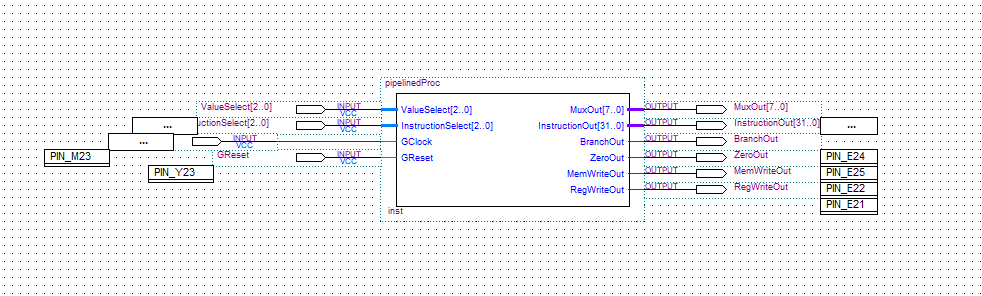 pipelinedProc
ValueSelect[2..0] INPUT VCC ValueSelect[2..0] MuxOut[7..0] OUTPUT MuxOut[7..0]
... uctionSelect[2..0] INPUT VCC InstructionSelect[2..0] InstructionOut[31..0] OUTPUT InstructionOut[31..0] ...
... INPUT VCC GClock BranchOut OUTPUT BranchOut
PIN_M23 GReset INPUT VCC GReset ZeroOut OUTPUT ZeroOut PIN_E24
PIN_Y23 MemWriteOut OUTPUT MemWriteOut PIN_E25
RegWriteOut OUTPUT RegWriteOut PIN_E22
inst PIN_E21